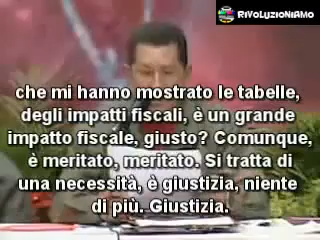 RIVOLUZIONIAMO
che mi hanno mostrato le tabelle,
degli impatti fiscali, è un grande
impatto fiscale, giusto? Comunque,
è meritato, meritato. Si tratta di
una necessità, è giustizia, niente
di più. Giustizia.